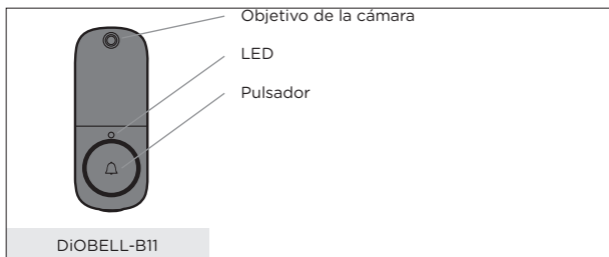 Objetivo de la cámara
LED
Pulsador
DiOBELL-B11